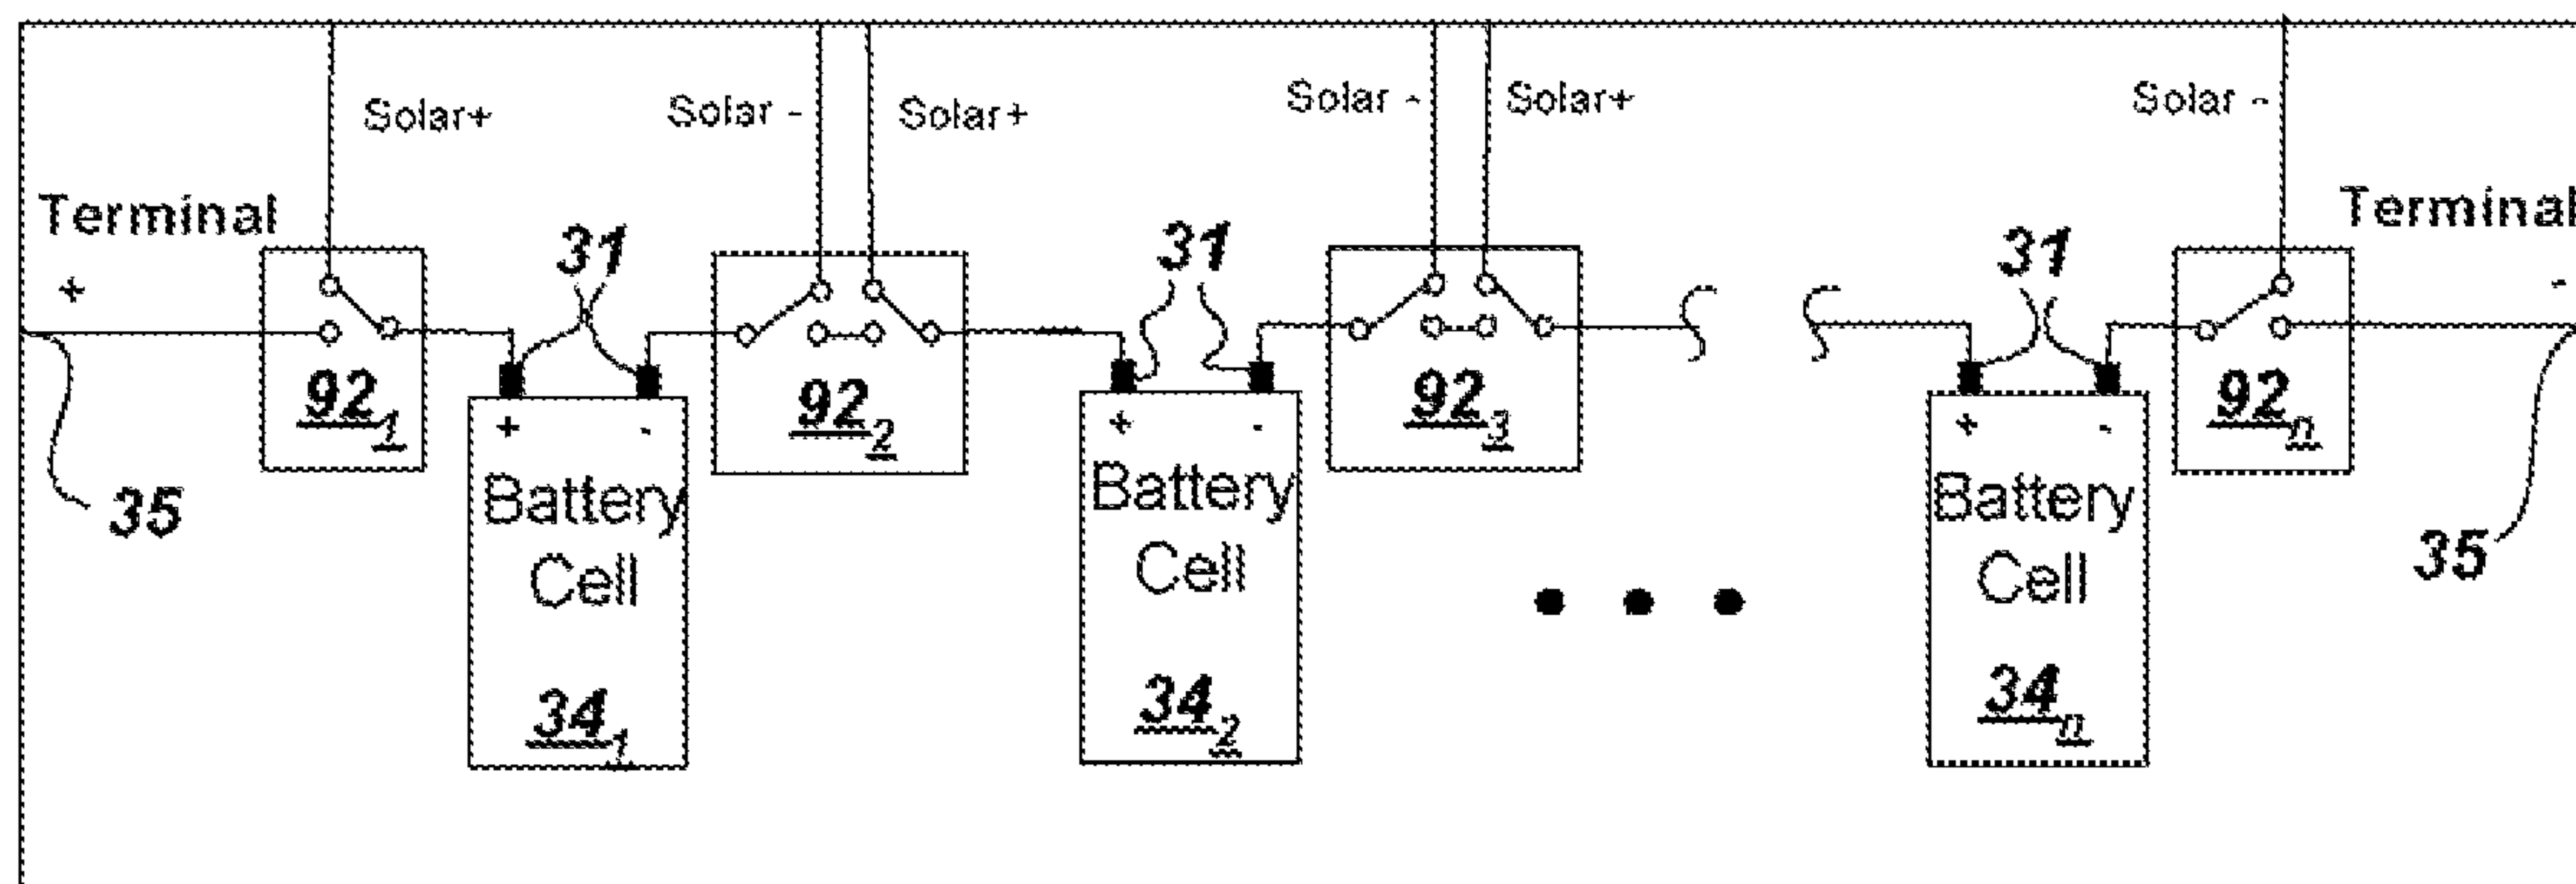 Solar+ Solar - Solar+ Solar - Solar+ Solar -
Terminal 31 31 31 Terminal
+ -
92₁ 92₂ 92₃ 92ₙ
+ - + - + -
35 Battery Cell 34₁ Battery Cell 34₂ Battery Cell 34ₙ 35